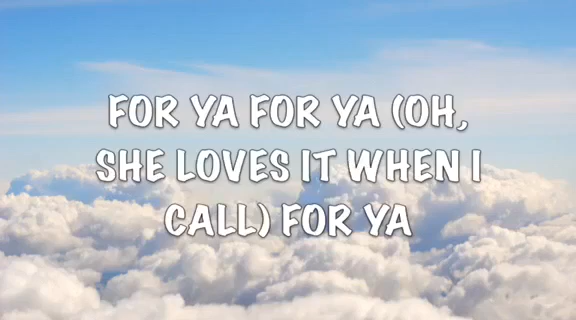 FOR YA FOR YA (OH,
SHE LOVES IT WHEN I
CALL) FOR YA